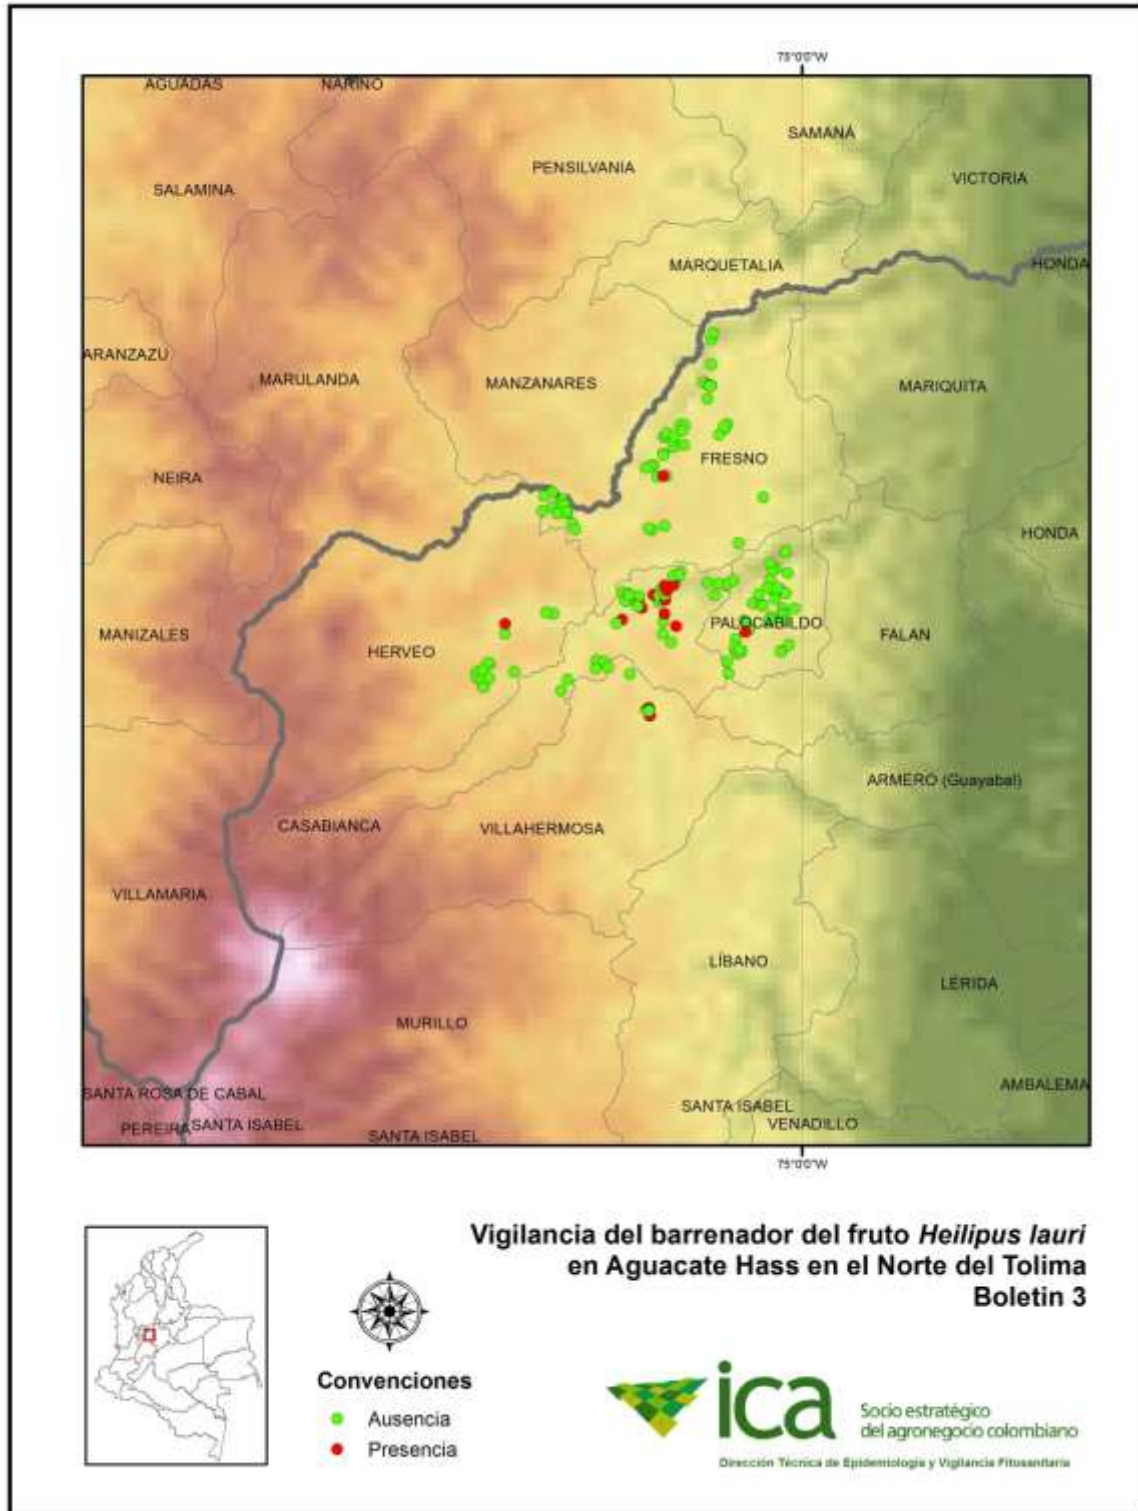 75°0'0"W
AGUADAS
NARIÑO
SAMANÁ
PENSILVANIA
VICTORIA
SALAMINA
MARQUETALIA
HONDA
ARANZAZU
MARULANDA
MANZANARES
MARIQUITA
FRESNO
NEIRA
HONDA
PALOCABILDO
MANIZALES
FALAN
HERVEO
ARMERO (Guayabal)
CASABIANCA
VILLAHERMOSA
VILLAMARIA
LÍBANO
LÉRIDA
MURILLO
AMBALEMA
SANTA ROSA DE CABAL
SANTA ISABEL
VENADILLO
PEREIRA
SANTA ISABEL
SANTA ISABEL
75°0'0"W
Vigilancia del barrenador del fruto Heilipus lauri
en Aguacate Hass en el Norte del Tolima
Boletin 3
Convenciones
Ausencia
Presencia
ica
Socio estratégico
del agronegocio colombiano
Dirección Técnica de Epidemiología y Vigilancia Fitosanitaria